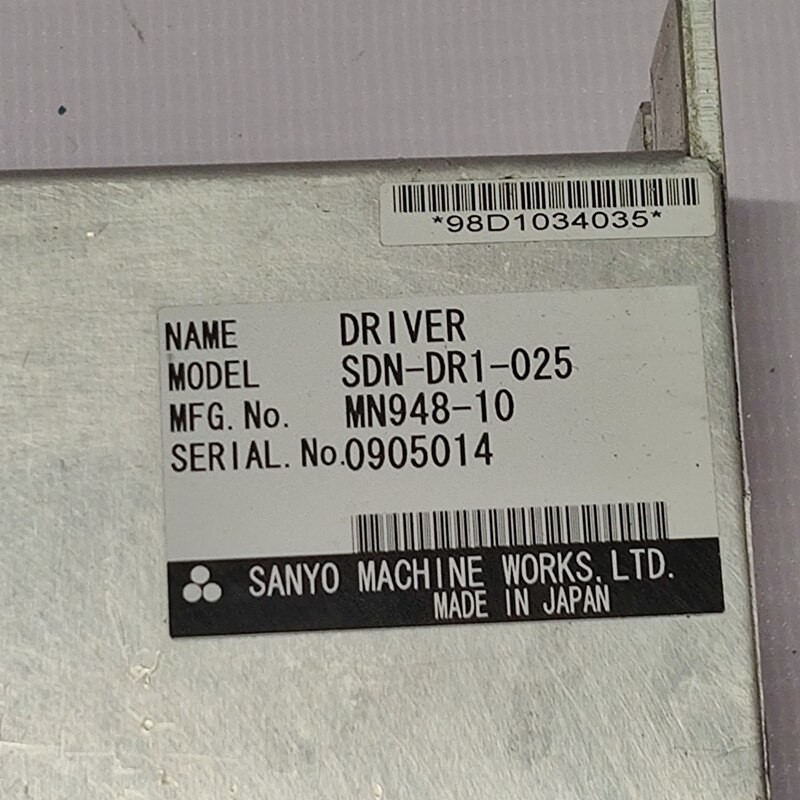 *98D1034035*
NAME DRIVER
MODEL SDN-DR1-025
MFG.No. MN948-10
SERIAL.No.0905014
SANYO MACHINE WORKS,LTD.
MADE IN JAPAN